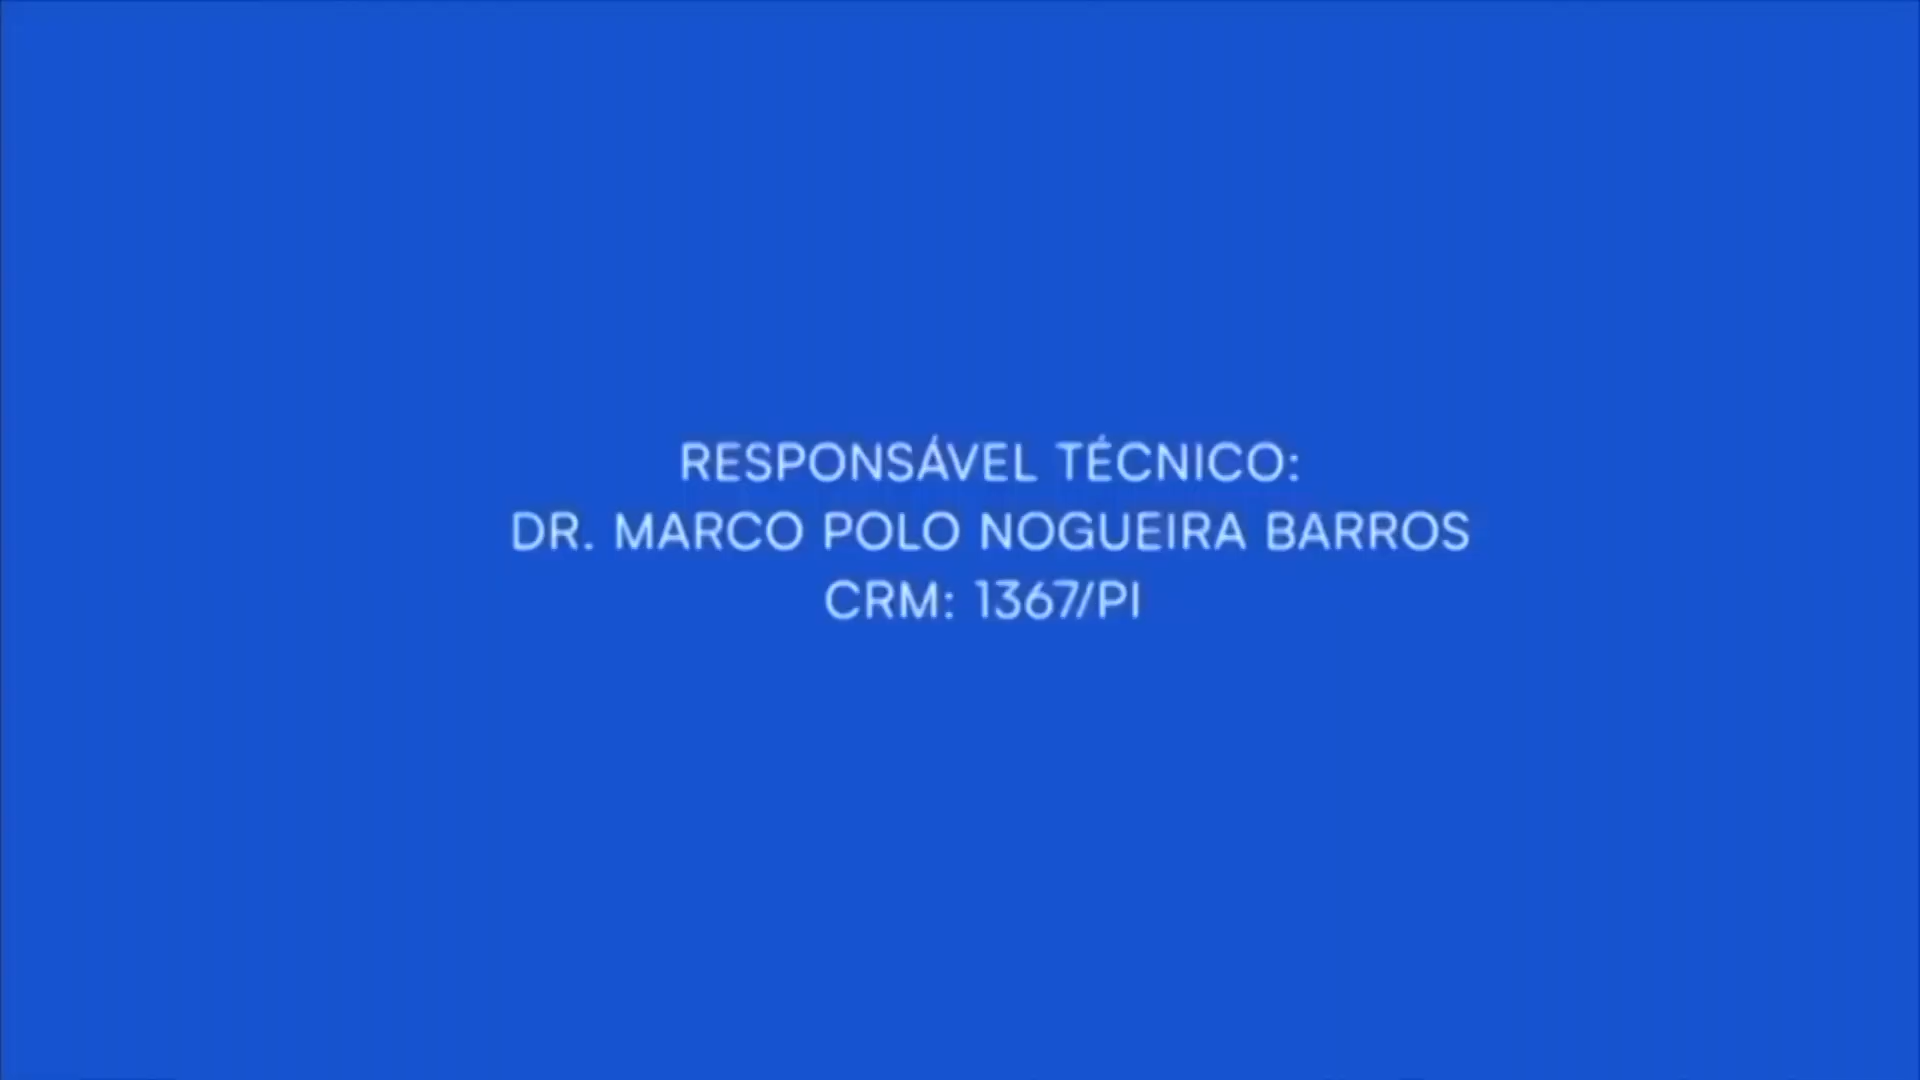 RESPONSÁVEL TÉCNICO:
DR. MARCO POLO NOGUEIRA BARROS
CRM: 1367/PI